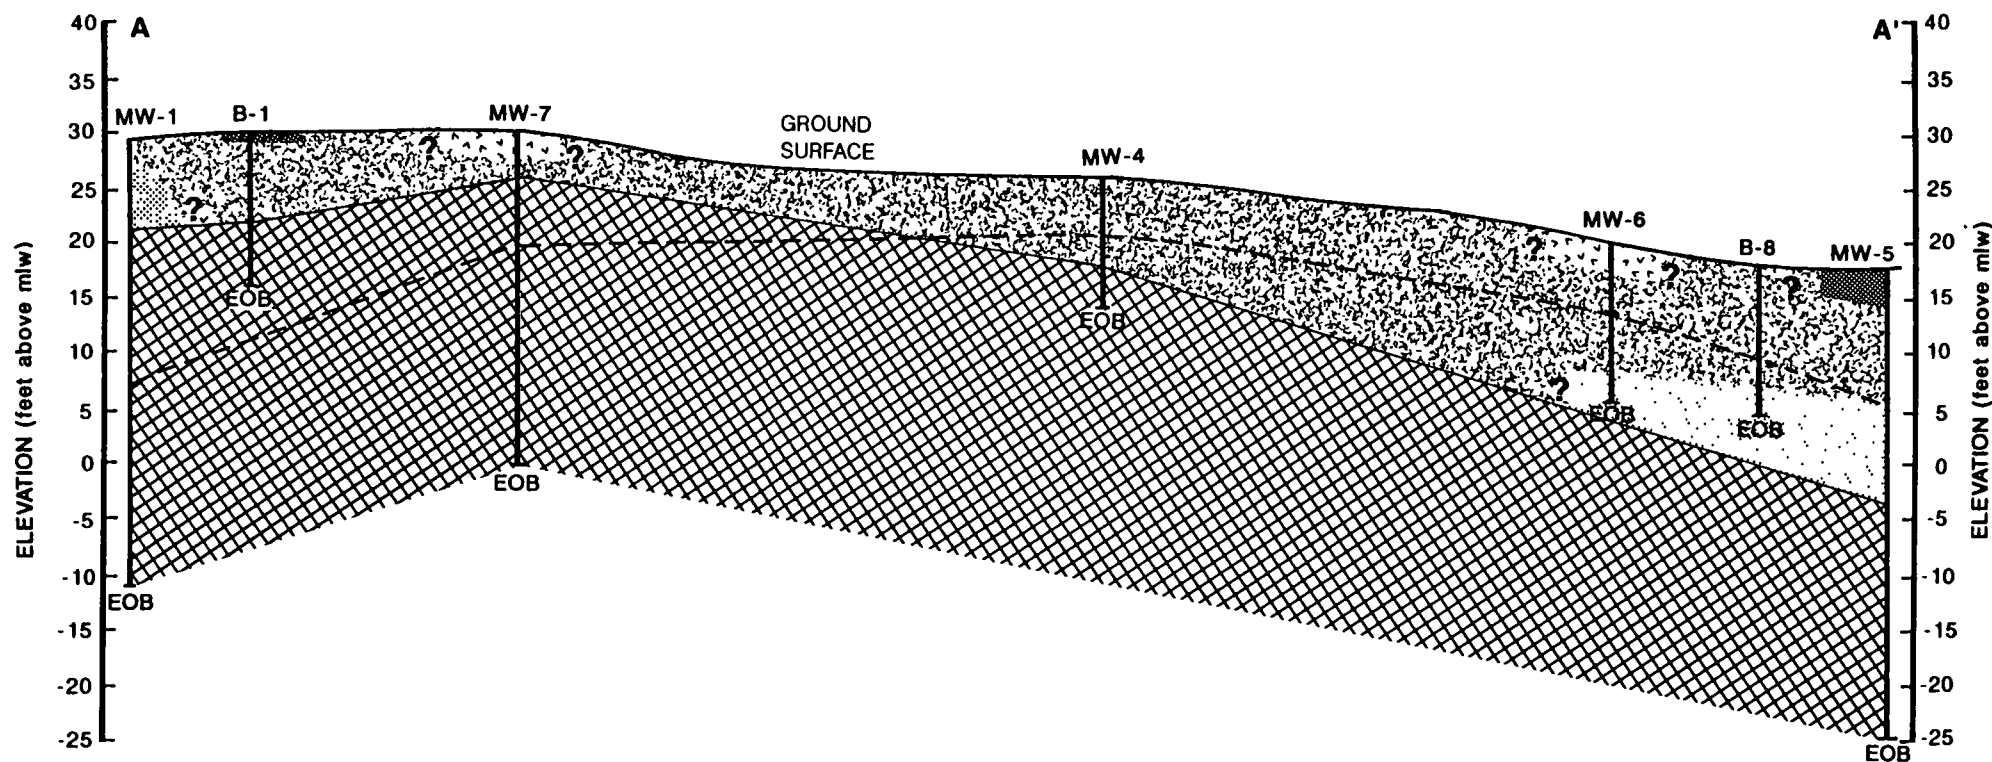 A
A'
40
35
30
25
20
15
10
5
0
-5
-10
-15
-20
-25
ELEVATION (feet above mlw)
MW-1
B-1
MW-7
GROUND
SURFACE
MW-4
MW-6
B-8
MW-5
?
?
?
?
?
?
?
EOB
EOB
EOB
EOB
EOB
EOB
EOB
EOB
40
35
30
25
20
15
10
5
0
-5
-10
-15
-20
-25
ELEVATION (feet above mlw)